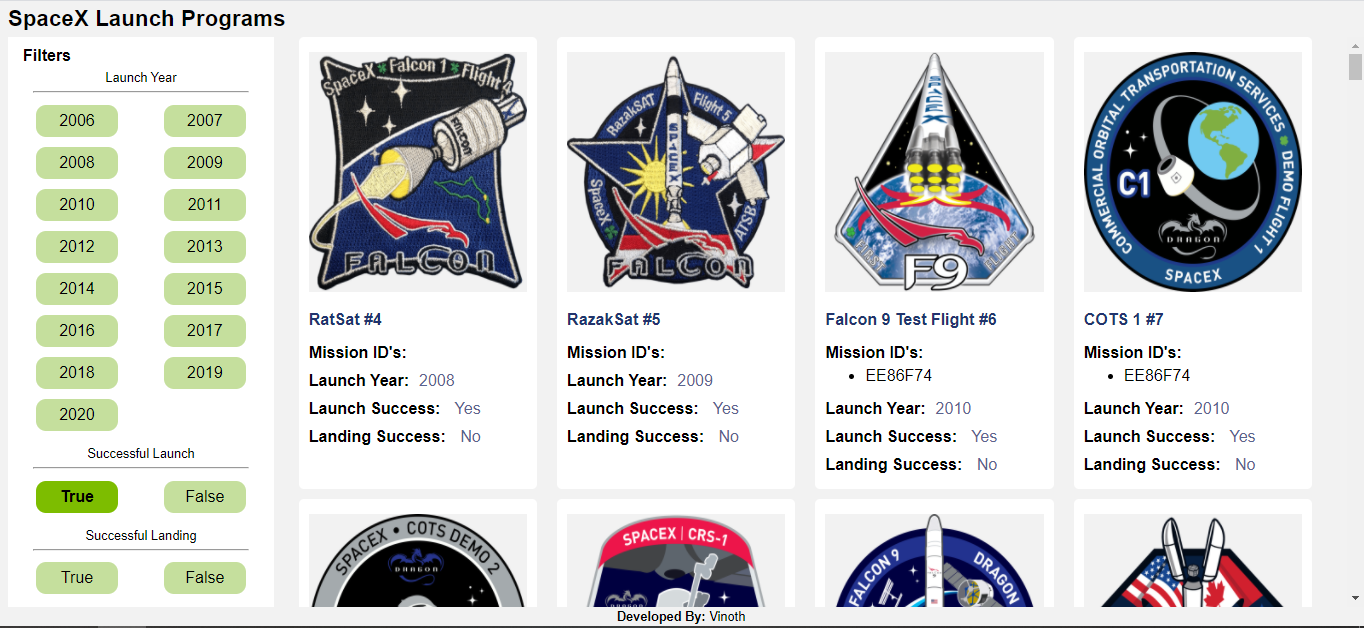 SpaceX Launch Programs
Filters
Launch Year
2006 2007
2008 2009
2010 2011
2012 2013
2014 2015
2016 2017
2018 2019
2020
Successful Launch
True False
Successful Landing
True False
SpaceX Falcon 1 Flight 4
FALCON
FALCON
RatSat #4
Mission ID's:
Launch Year: 2008
Launch Success: Yes
Landing Success: No
RazakSAT Flight 5
SPACEX
SpaceX ATSB
FALCON
RazakSat #5
Mission ID's:
Launch Year: 2009
Launch Success: Yes
Landing Success: No
SPACEX
FIRST FLIGHT
F9
Falcon 9 Test Flight #6
Mission ID's:
• EE86F74
Launch Year: 2010
Launch Success: Yes
Landing Success: No
COMMERCIAL ORBITAL TRANSPORTATION SERVICES DEMO FLIGHT 1
C1
DRAGON
SPACEX
COTS 1 #7
Mission ID's:
• EE86F74
Launch Year: 2010
Launch Success: Yes
Landing Success: No
SPACEX • COTS DEMO 2
DRAGON
SPACEX | CRS-1
FALCON 9 DRAGON
Developed By: Vinoth